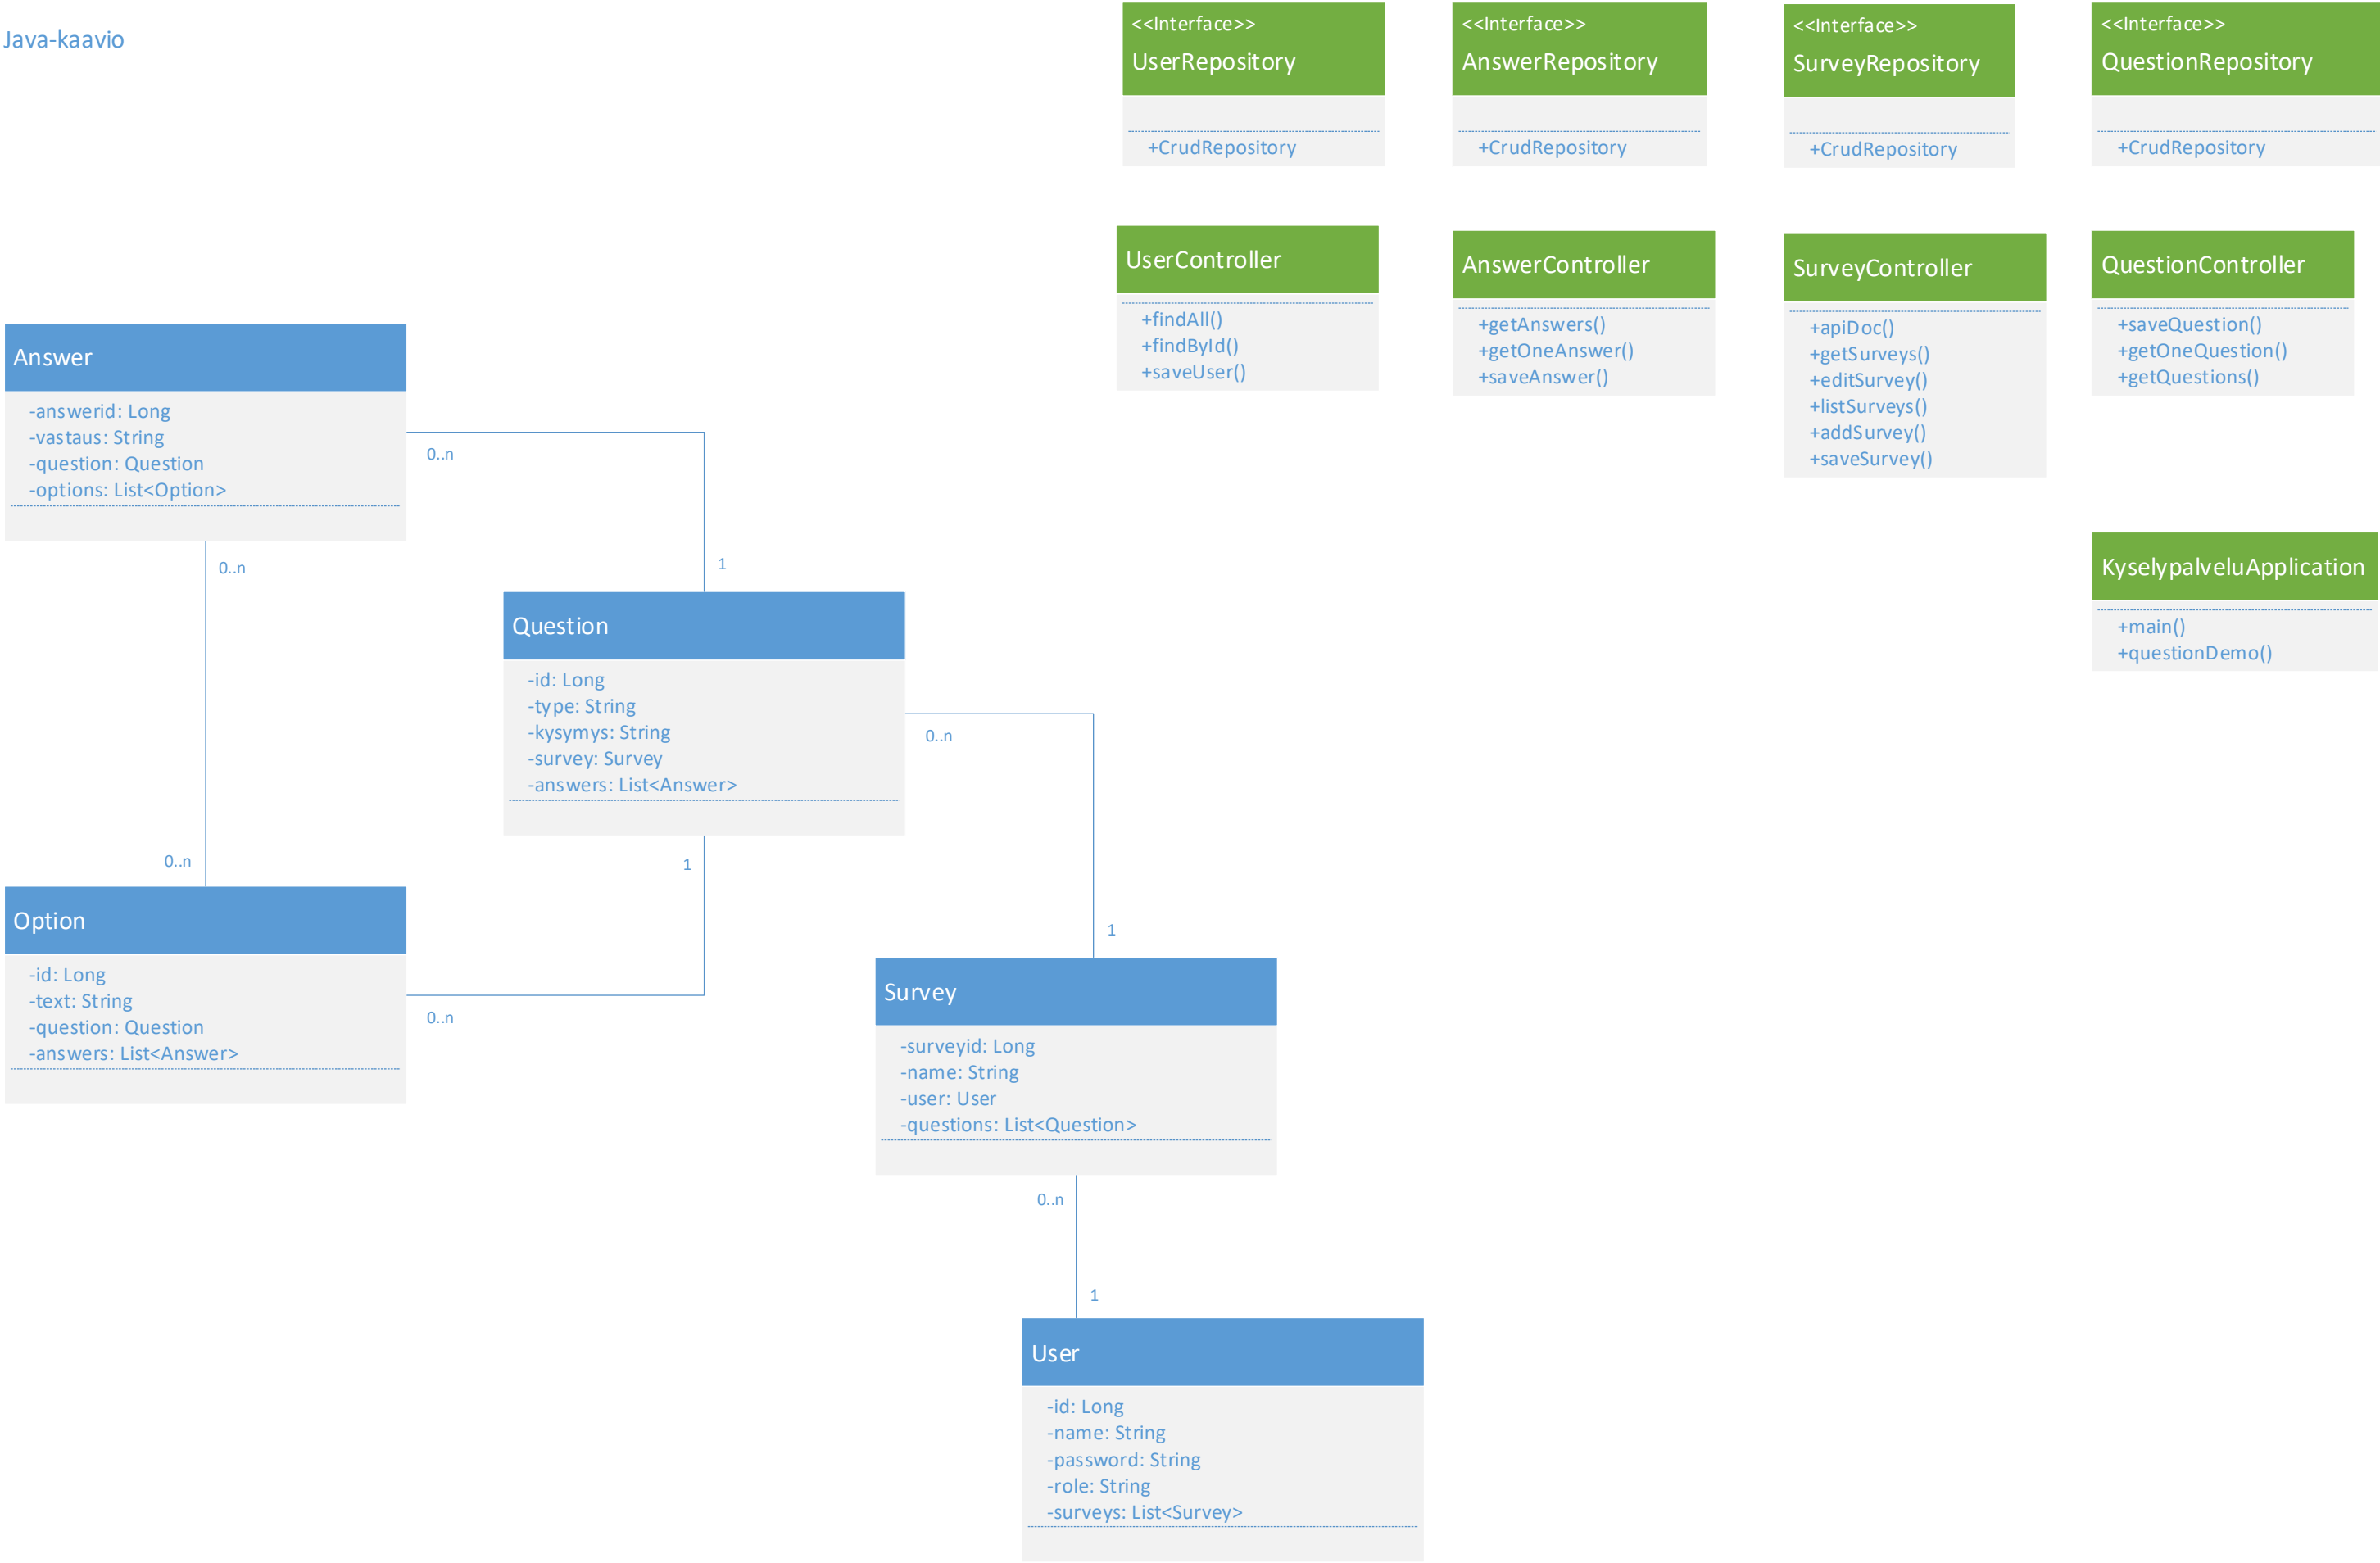 Java-kaavio
<<Interface>>
UserRepository
+CrudRepository
<<Interface>>
AnswerRepository
+CrudRepository
<<Interface>>
SurveyRepository
+CrudRepository
<<Interface>>
QuestionRepository
+CrudRepository
UserController
+findAll()
+findById()
+saveUser()
AnswerController
+getAnswers()
+getOneAnswer()
+saveAnswer()
SurveyController
+apiDoc()
+getSurveys()
+editSurvey()
+listSurveys()
+addSurvey()
+saveSurvey()
QuestionController
+saveQuestion()
+getOneQuestion()
+getQuestions()
KyselypalveluApplication
+main()
+questionDemo()
Answer
-answerid: Long
-vastaus: String
-question: Question
-options: List<Option>
0..n
1
0..n
0..n
Question
-id: Long
-type: String
-kysymys: String
-survey: Survey
-answers: List<Answer>
0..n
1
1
0..n
Option
-id: Long
-text: String
-question: Question
-answers: List<Answer>
Survey
-surveyid: Long
-name: String
-user: User
-questions: List<Question>
0..n
1
User
-id: Long
-name: String
-password: String
-role: String
-surveys: List<Survey>